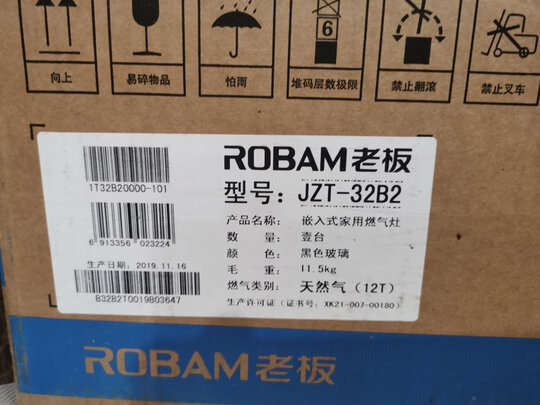 6
向上
易碎物品
怕雨
堆码层数极限
禁止翻滚
禁止叉车
ROBAM老板
1T32B20000-101
型号：JZT-32B2
产品名称：嵌入式家用燃气灶
6 913356 023224
数量：壹台
颜色：黑色玻璃
生产日期：2019.11.16
毛重：11.5kg
燃气类别：天然气（12T）
B32B2T0019B03647
生产许可证（证书号：XK21-007-00180）
ROBAM老板